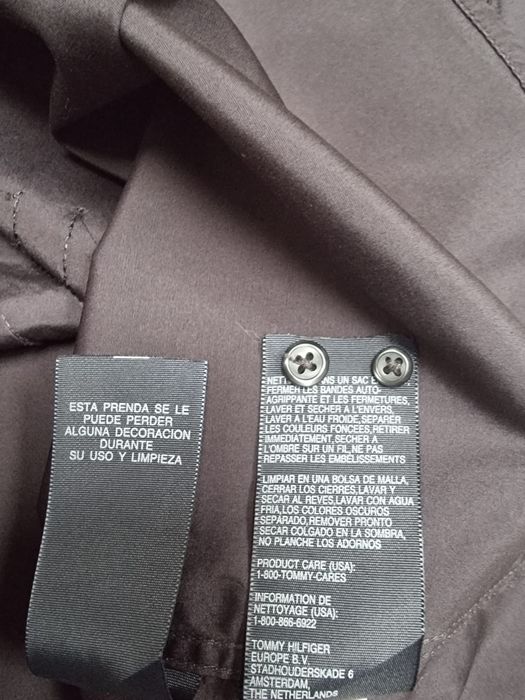 ESTA PRENDA SE LE
PUEDE PERDER
ALGUNA DECORACION
DURANTE
SU USO Y LIMPIEZA
UN SAC
FERMER LES BANDES AUTO
AGRIPPANTE ET LES FERMETURES,
LAVER ET SECHER A L'ENVERS,
LAVER A L'EAU FROIDE,SEPARER
LES COULEURS FONCEES,RETIRER
IMMEDIATEMENT,SECHER A
L'OMBRE SUR UN FIL,NE PAS
REPASSER LES EMBELLISSEMENTS
LIMPIAR EN UNA BOLSA DE MALLA,
CERRAR LOS CIERRES,LAVAR Y
SECAR AL REVES,LAVAR CON AGUA
FRIA,LOS COLORES OSCUROS
SEPARADO,REMOVER PRONTO
SECAR COLGADO EN LA SOMBRA,
NO PLANCHE LOS ADORNOS
PRODUCT CARE (USA):
1-800-TOMMY-CARES
INFORMATION DE
NETTOYAGE (USA):
1-800-866-6922
TOMMY HILFIGER
EUROPE B.V.
STADHOUDERSKADE 6
AMSTERDAM,
THE NETHERLANDS